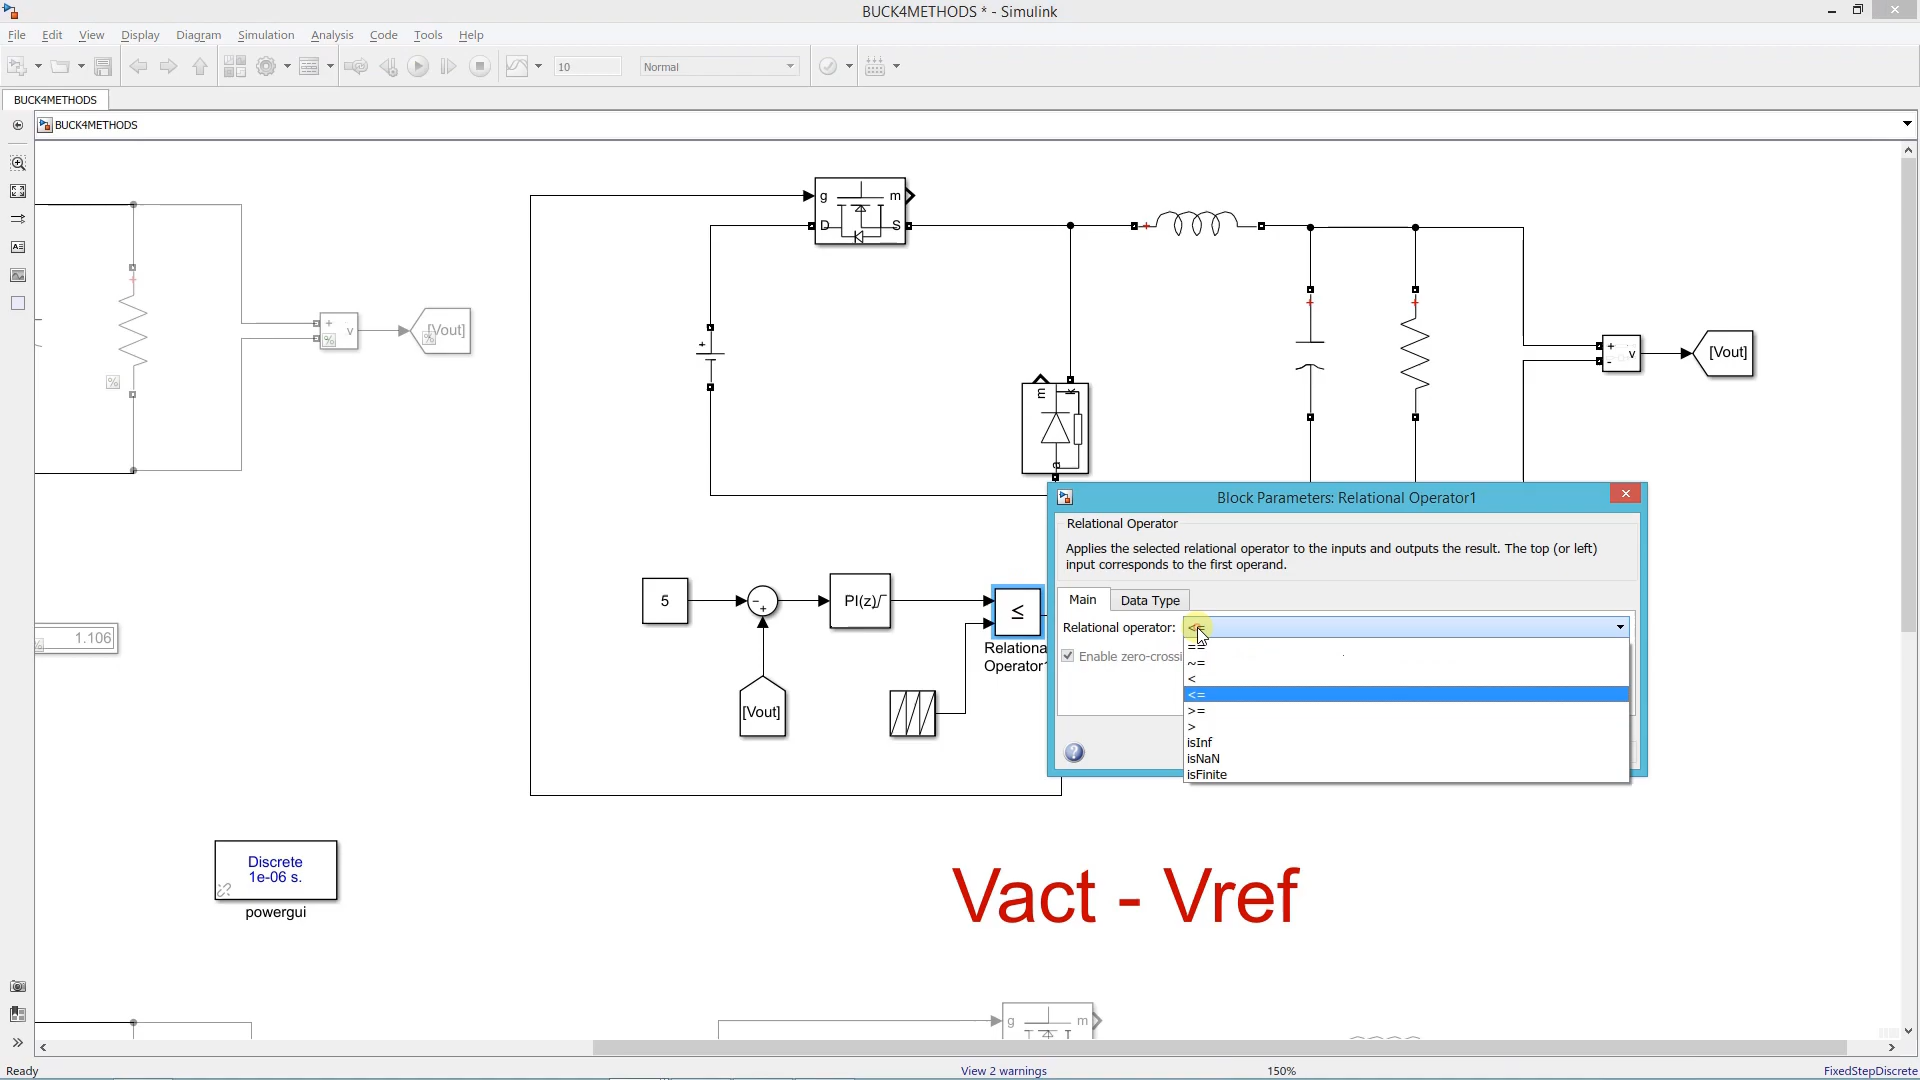 BUCK4METHODS * - Simulink
File Edit View Display Diagram Simulation Analysis Code Tools Help
10 Normal
BUCK4METHODS
BUCK4METHODS
g m
D S
+
+
+ +
+ v [Vout]
+ v [Vout]
-
+
m k
a
Block Parameters: Relational Operator1
Relational Operator
Applies the selected relational operator to the inputs and outputs the result. The top (or left)
input corresponds to the first operand.
5 - + PI(z) ≤
Main Data Type
Relational operator: <=
==
Relationa
Operator
Enable zero-crossi
~=
<
<=
>=
>
isInf
isNaN
isFinite
1.106
[Vout]
Discrete
1e-06 s.
powergui
Vact - Vref
g m
Ready View 2 warnings 150% FixedStepDiscrete